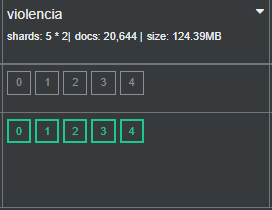 violencia
shards: 5 * 2| docs: 20,644 | size: 124.39MB
0 1 2 3 4
0 1 2 3 4